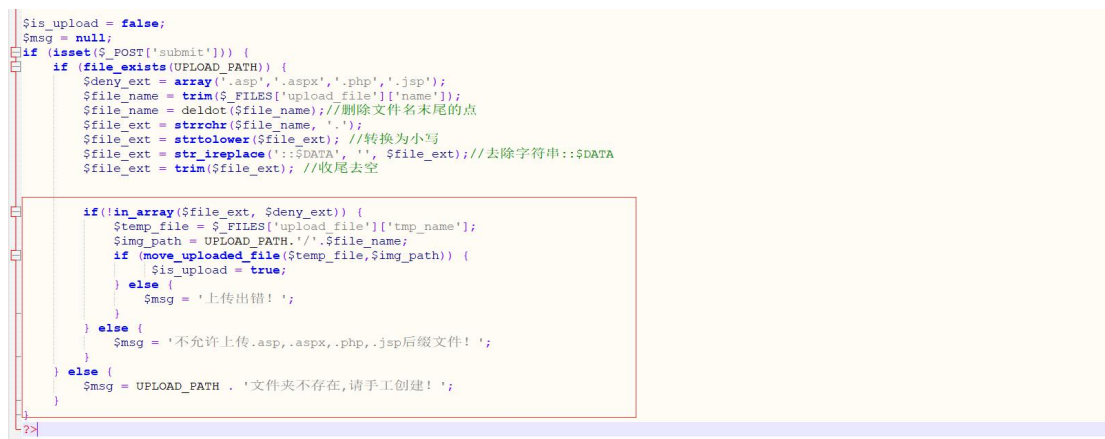 $is_upload = false;
$msg = null;
if (isset($_POST['submit'])) {
    if (file_exists(UPLOAD_PATH)) {
        $deny_ext = array('.asp','.aspx','.php','.jsp');
        $file_name = trim($_FILES['upload_file']['name']);
        $file_name = deldot($file_name);//删除文件名末尾的点
        $file_ext = strrchr($file_name, '.');
        $file_ext = strtolower($file_ext); //转换为小写
        $file_ext = str_ireplace('::$DATA', '', $file_ext);//去除字符串::$DATA
        $file_ext = trim($file_ext); //收尾去空
        if(!in_array($file_ext, $deny_ext)) {
            $temp_file = $_FILES['upload_file']['tmp_name'];
            $img_path = UPLOAD_PATH.'/'.$file_name;
            if (move_uploaded_file($temp_file,$img_path)) {
                $is_upload = true;
            } else {
                $msg = '上传出错！';
            }
        } else {
            $msg = '不允许上传.asp,.aspx,.php,.jsp后缀文件！';
        }
    } else {
        $msg = UPLOAD_PATH . '文件夹不存在,请手工创建！';
    }
}
?>